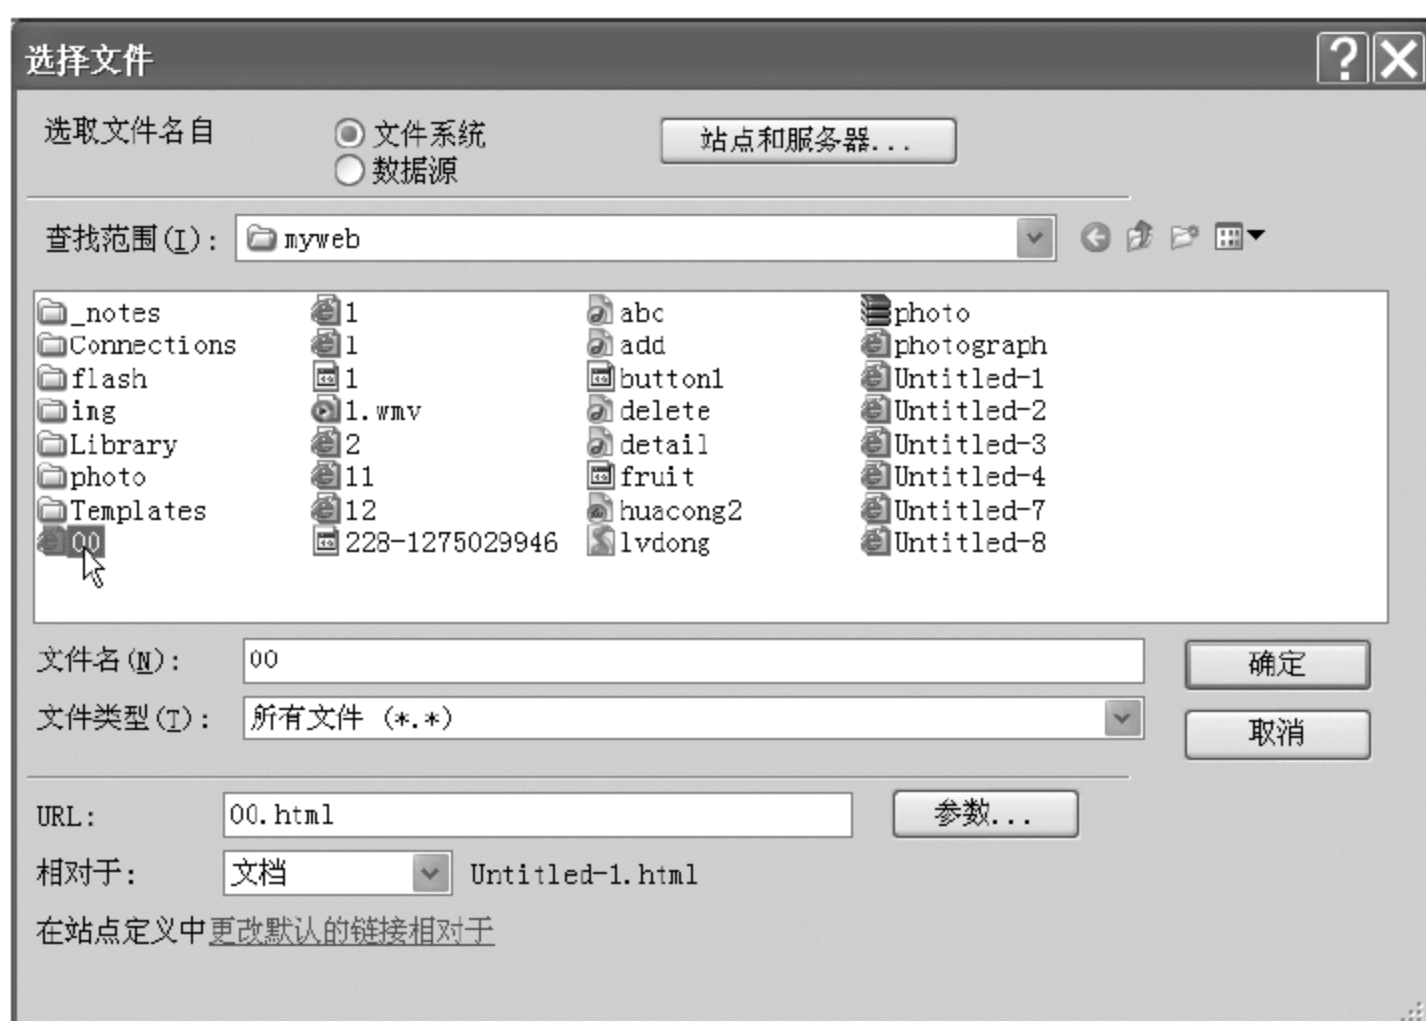 选择文件
选取文件名自
文件系统
站点和服务器...
数据源
查找范围(I):
myweb
_notes
Connections
flash
ing
Library
photo
Templates
00
1
1
1
1.wmv
2
11
12
228-1275029946
abc
add
button1
delete
detail
fruit
huacong2
lvdong
photo
photograph
Untitled-1
Untitled-2
Untitled-3
Untitled-4
Untitled-7
Untitled-8
文件名(N):
00
确定
文件类型(T):
所有文件 (*.*)
取消
URL:
00.html
参数...
相对于:
文档
Untitled-1.html
在站点定义中更改默认的链接相对于